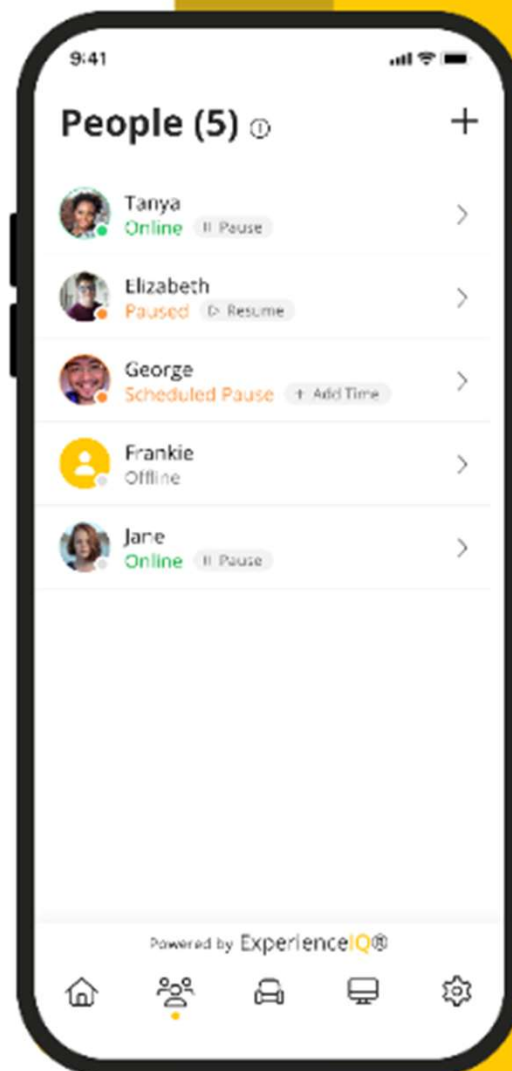 9:41
People (5)
Tanya
Online Pause
Elizabeth
Paused Resume
George
Scheduled Pause + Add Time
Frankie
Offline
Jane
Online Pause
Powered by ExperienceIQ®